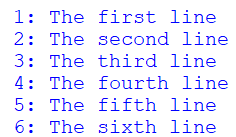 1: The first line
2: The second line
3: The third line
4: The fourth line
5: The fifth line
6: The sixth line